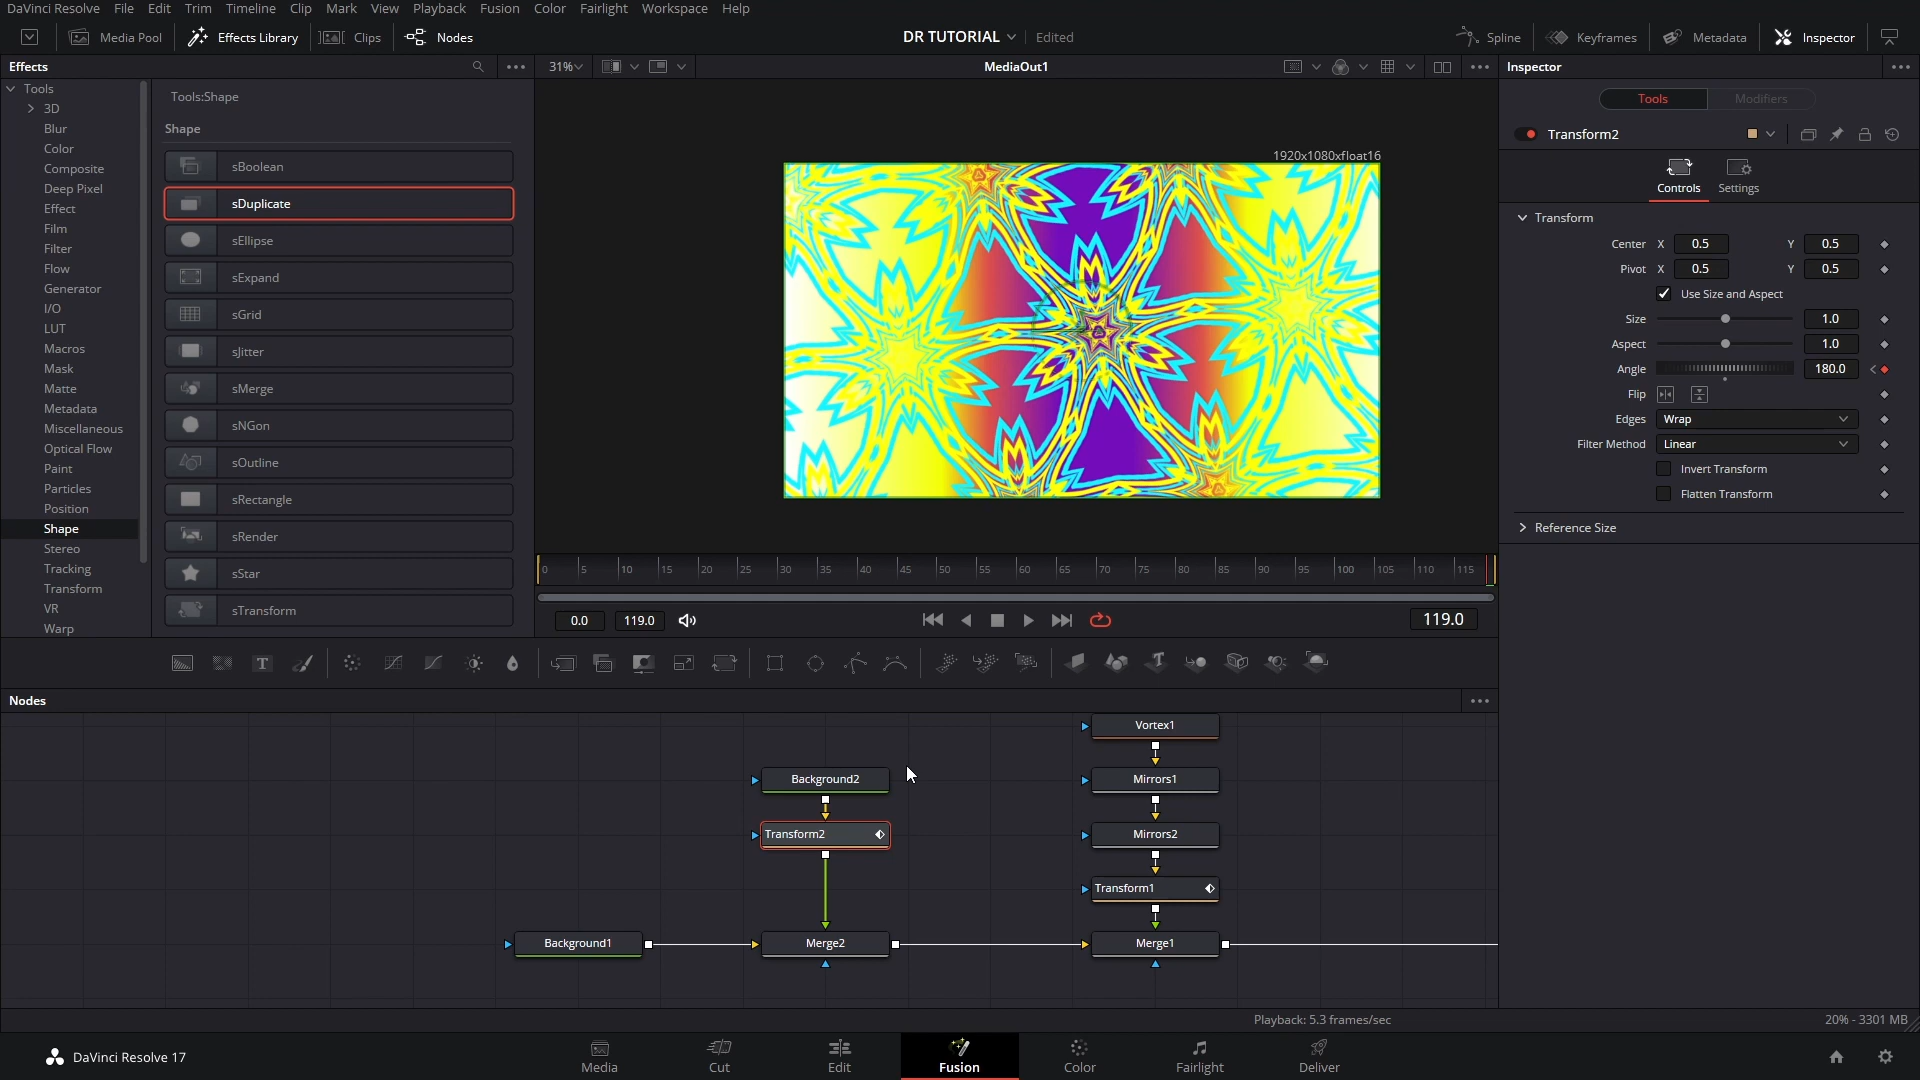 DaVinci Resolve File Edit Trim Timeline Clip Mark View Playback Fusion Color Fairlight Workspace Help
Media Pool Effects Library Clips Nodes DR TUTORIAL Edited Spline Keyframes Metadata Inspector
Effects 31% MediaOut1 Inspector
Tools
3D
Blur
Color
Composite
Deep Pixel
Effect
Film
Filter
Flow
Generator
I/O
LUT
Macros
Mask
Matte
Metadata
Miscellaneous
Optical Flow
Paint
Particles
Position
Shape
Stereo
Tracking
Transform
VR
Warp
Tools:Shape
Shape
sBoolean
sDuplicate
sEllipse
sExpand
sGrid
sJitter
sMerge
sNGon
sOutline
sRectangle
sRender
sStar
sTransform
1920x1080xfloat16
0 5 10 15 20 25 30 35 40 45 50 55 60 65 70 75 80 85 90 95 100 105 110 115
0.0 119.0 119.0
Tools Modifiers
Transform2
Controls Settings
Transform
Center X 0.5 Y 0.5
Pivot X 0.5 Y 0.5
Use Size and Aspect
Size 1.0
Aspect 1.0
Angle 180.0
Flip
Edges Wrap
Filter Method Linear
Invert Transform
Flatten Transform
Reference Size
T T
Nodes
Vortex1
Background2 Mirrors1
Transform2 Mirrors2
Transform1
Background1 Merge2 Merge1
Playback: 5.3 frames/sec 20% - 3301 MB
DaVinci Resolve 17 Media Cut Edit Fusion Color Fairlight Deliver